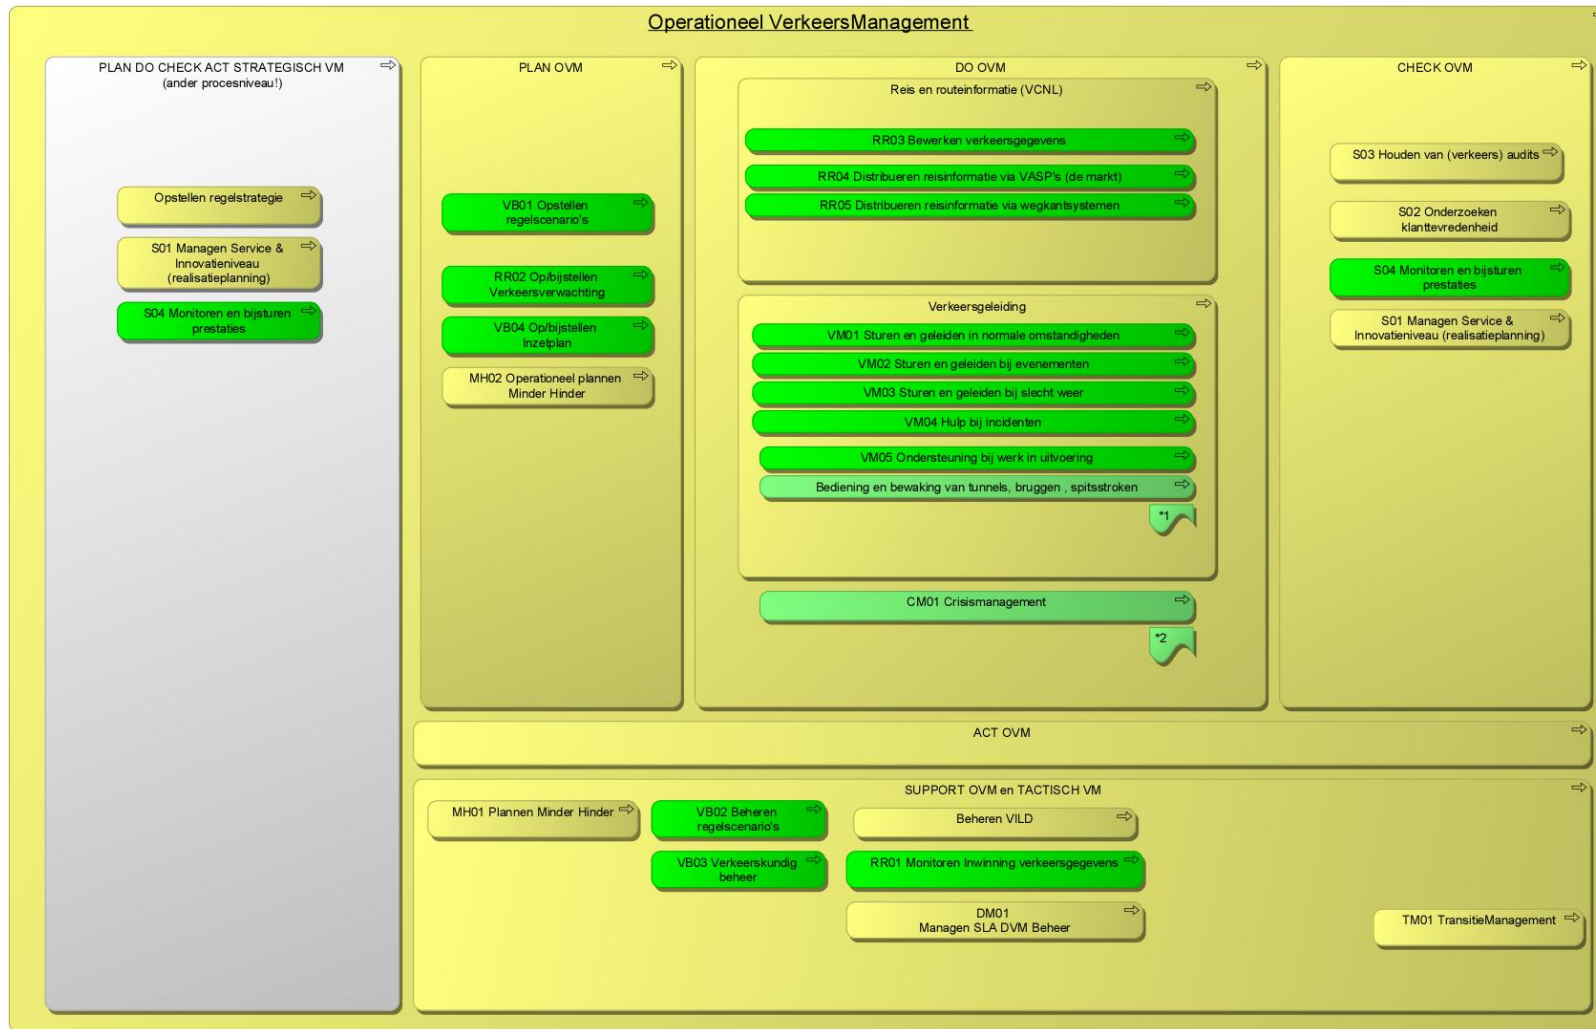 Operationeel VerkeersManagement
PLAN DO CHECK ACT STRATEGISCH VM
(ander procesniveau!)
Opstellen regelstrategie
S01 Managen Service &
Innovatieniveau
(realisatieplanning)
S04 Monitoren en bijsturen
prestaties
PLAN OVM
VB01 Opstellen
regelscenario's
RR02 Op/bijstellen
Verkeersverwachting
VB04 Op/bijstellen
Inzetplan
MH02 Operationeel plannen
Minder Hinder
DO OVM
Reis en routeinformatie (VCNL)
RR03 Bewerken verkeersgegevens
RR04 Distribueren reisinformatie via VASP's (de markt)
RR05 Distribueren reisinformatie via wegkantsystemen
Verkeersgeleiding
VM01 Sturen en geleiden in normale omstandigheden
VM02 Sturen en geleiden bij evenementen
VM03 Sturen en geleiden bij slecht weer
VM04 Hulp bij incidenten
VM05 Ondersteuning bij werk in uitvoering
Bediening en bewaking van tunnels, bruggen , spitsstroken
*1
CM01 Crisismanagement
*2
CHECK OVM
S03 Houden van (verkeers) audits
S02 Onderzoeken
klanttevredenheid
S04 Monitoren en bijsturen
prestaties
S01 Managen Service &
Innovatieniveau (realisatieplanning)
ACT OVM
SUPPORT OVM en TACTISCH VM
MH01 Plannen Minder Hinder
VB02 Beheren
regelscenario's
VB03 Verkeerskundig
beheer
Beheren VILD
RR01 Monitoren Inwinning verkeersgegevens
DM01
Managen SLA DVM Beheer
TM01 TransitieManagement